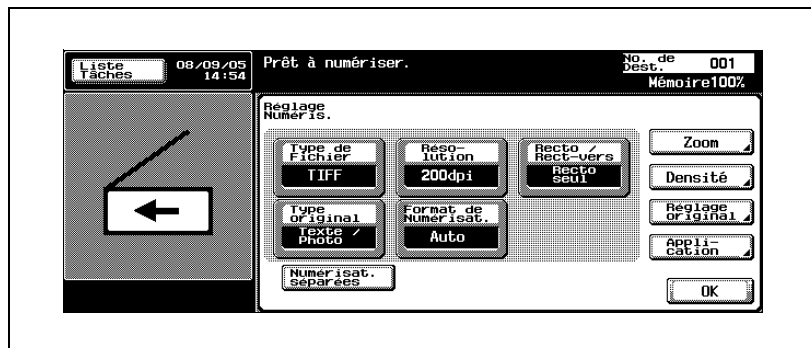 Liste
Tâches
08/09/05
14:54
Prêt à numériser.
No. de
Dest.
001
Mémoire100%
Réglage
Numéris.
Type de
Fichier
TIFF
Réso-
lution
200dpi
Recto /
Rect-vers
Recto
seul
Zoom
Densité
Type
original
Texte /
Photo
Format de
Numérisat.
Auto
Réglage
original
Appli-
cation
Numérisat.
séparées
OK